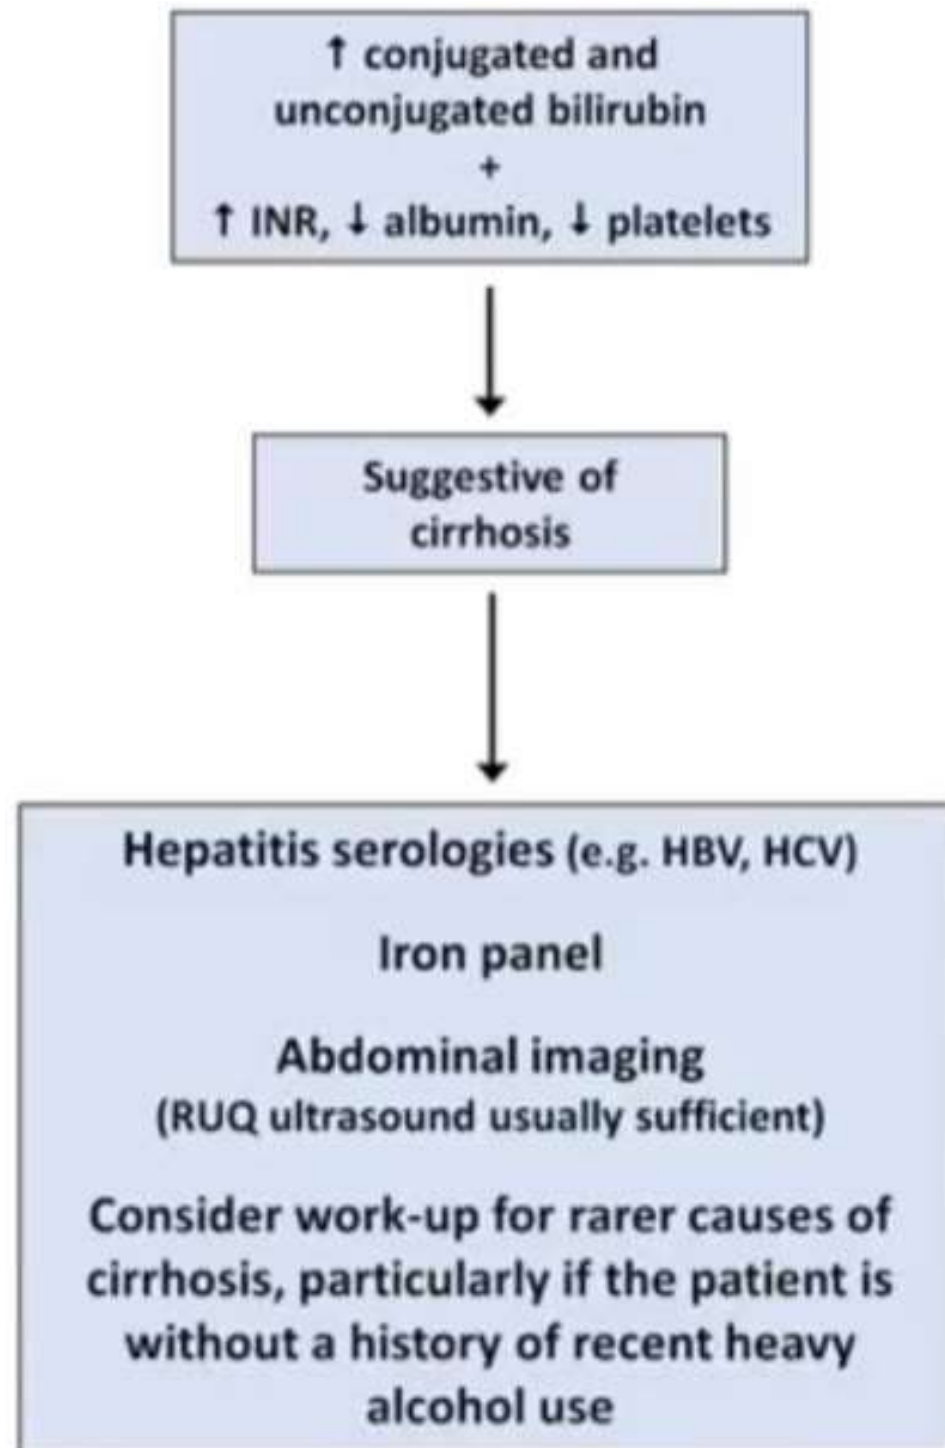 ↑ conjugated and
unconjugated bilirubin
+
↑ INR, ↓ albumin, ↓ platelets
Suggestive of
cirrhosis
Hepatitis serologies (e.g. HBV, HCV)
Iron panel
Abdominal imaging
(RUQ ultrasound usually sufficient)
Consider work-up for rarer causes of
cirrhosis, particularly if the patient is
without a history of recent heavy
alcohol use